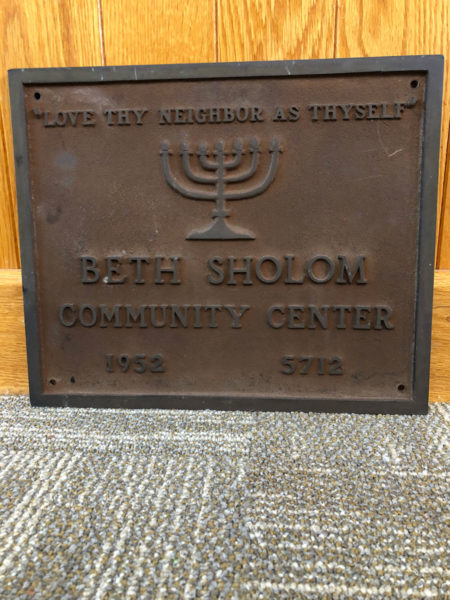 "LOVE THY NEIGHBOR AS THYSELF"
BETH SHOLOM
COMMUNITY CENTER
1952 5712